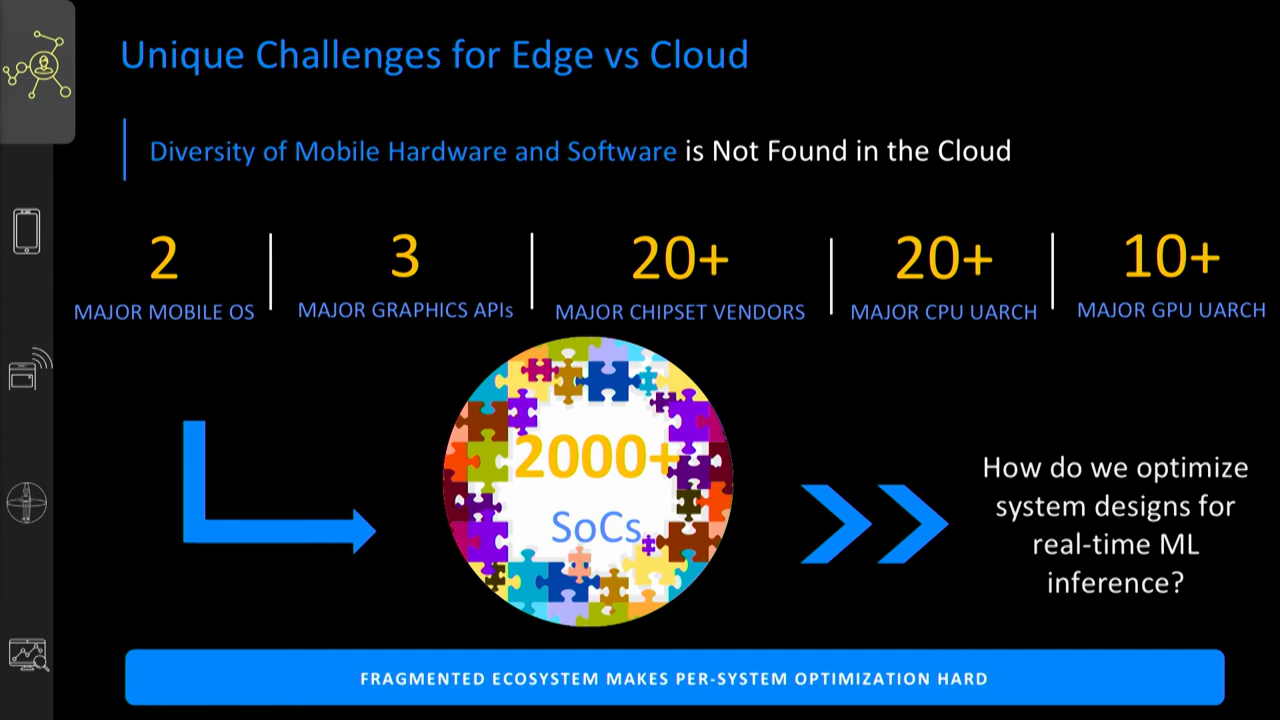 Unique Challenges for Edge vs Cloud
Diversity of Mobile Hardware and Software is Not Found in the Cloud
2
MAJOR MOBILE OS
3
MAJOR GRAPHICS APIs
20+
MAJOR CHIPSET VENDORS
20+
MAJOR CPU UARCH
10+
MAJOR GPU UARCH
2000+
SoCs
How do we optimize
system designs for
real-time ML
inference?
FRAGMENTED ECOSYSTEM MAKES PER-SYSTEM OPTIMIZATION HARD